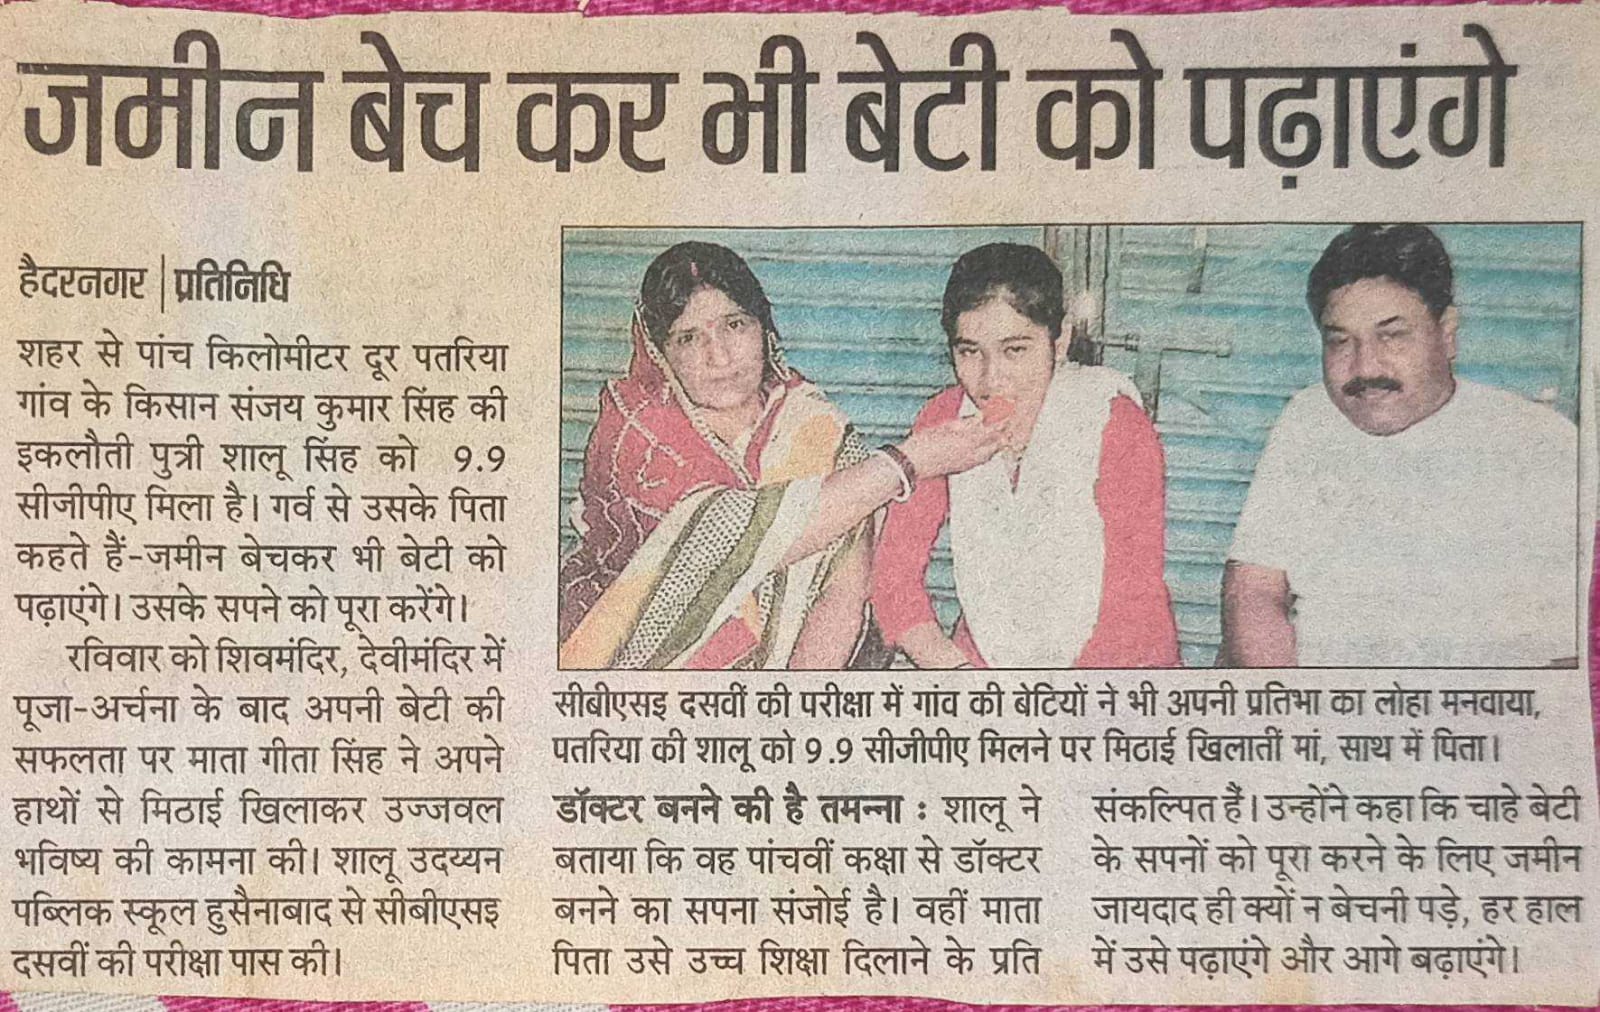 जमीन बेच कर भी बेटी को पढ़ाएंगे
हैदरनगर | प्रतिनिधि
शहर से पांच किलोमीटर दूर पतरिया
गांव के किसान संजय कुमार सिंह की
इकलौती पुत्री शालू सिंह को 9.9
सीजीपीए मिला है। गर्व से उसके पिता
कहते हैं-जमीन बेचकर भी बेटी को
पढ़ाएंगे। उसके सपने को पूरा करेंगे।
रविवार को शिवमंदिर, देवीमंदिर में
पूजा-अर्चना के बाद अपनी बेटी की
सफलता पर माता गीता सिंह ने अपने
हाथों से मिठाई खिलाकर उज्जवल
भविष्य की कामना की। शालू उदय्यन
पब्लिक स्कूल हुसैनाबाद से सीबीएसइ
दसवीं की परीक्षा पास की।
सीबीएसइ दसवीं की परीक्षा में गांव की बेटियों ने भी अपनी प्रतिभा का लोहा मनवाया,
पतरिया की शालू को 9.9 सीजीपीए मिलने पर मिठाई खिलातीं मां, साथ में पिता।
डॉक्टर बनने की है तमन्ना : शालू ने
बताया कि वह पांचवीं कक्षा से डॉक्टर
बनने का सपना संजोई है। वहीं माता
पिता उसे उच्च शिक्षा दिलाने के प्रति
संकल्पित हैं। उन्होंने कहा कि चाहे बेटी
के सपनों को पूरा करने के लिए जमीन
जायदाद ही क्यों न बेचनी पड़े, हर हाल
में उसे पढ़ाएंगे और आगे बढ़ाएंगे।